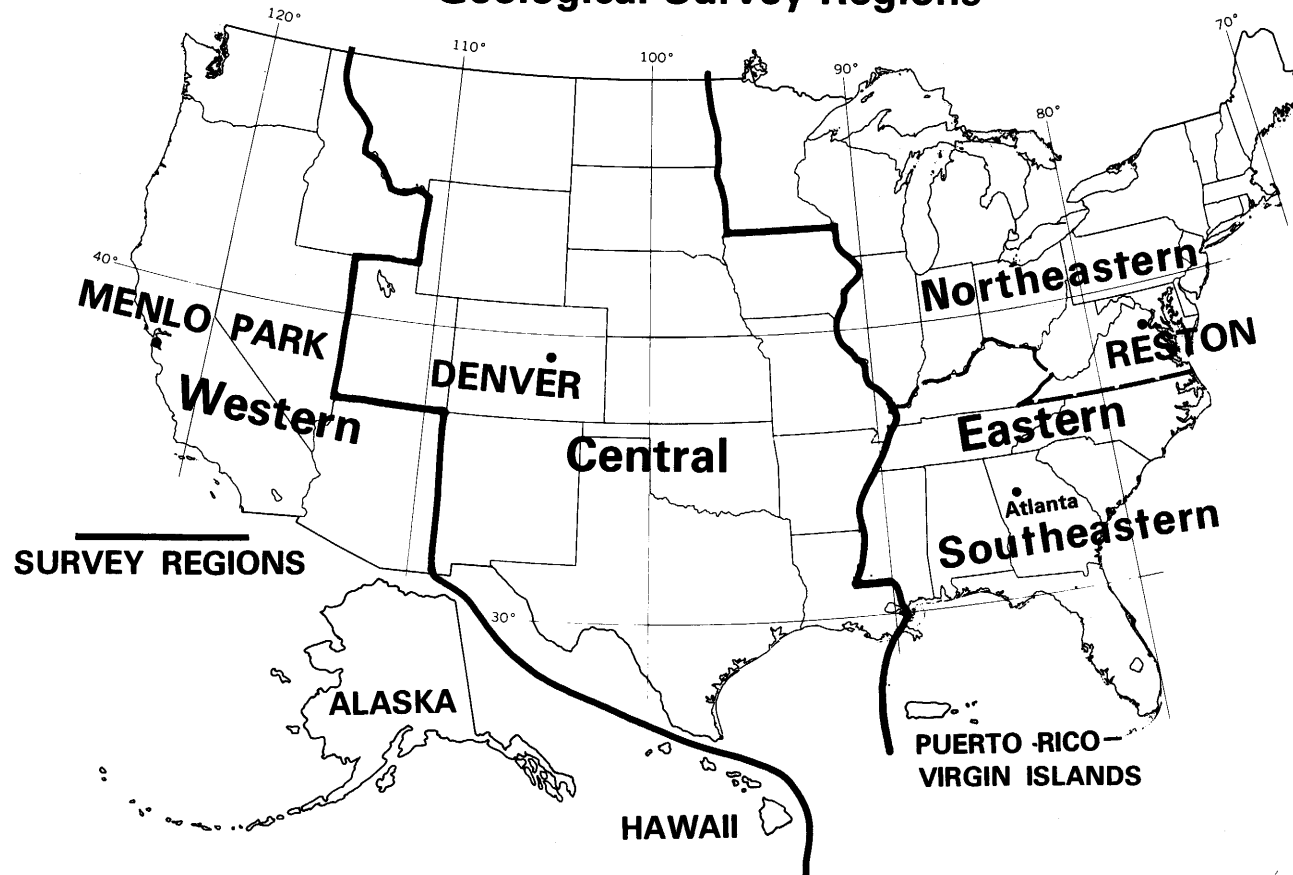 Geological Survey Regions
120°
110°
100°
90°
80°
70°
40°
MENLO PARK
Western
DENVER
Central
Northeastern
RESTON
Eastern
Atlanta
Southeastern
SURVEY REGIONS
30°
ALASKA
HAWAII
PUERTO RICO–
VIRGIN ISLANDS